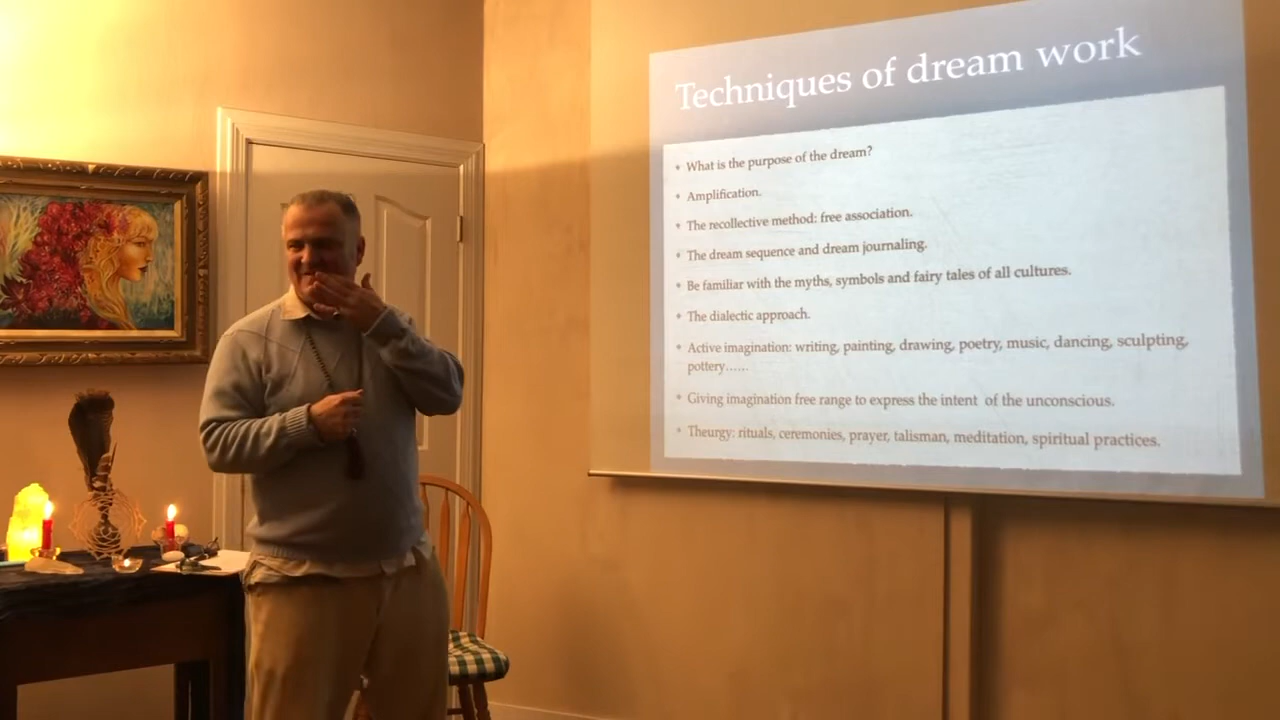 Techniques of dream work
What is the purpose of the dream?
Amplification.
The recollective method: free association.
The dream sequence and dream journaling.
Be familiar with the myths, symbols and fairy tales of all cultures.
The dialectic approach.
Active imagination: writing, painting, drawing, poetry, music, dancing, sculpting,
pottery……
Giving imagination free range to express the intent of the unconscious.
Theurgy: rituals, ceremonies, prayer, talisman, meditation, spiritual practices.